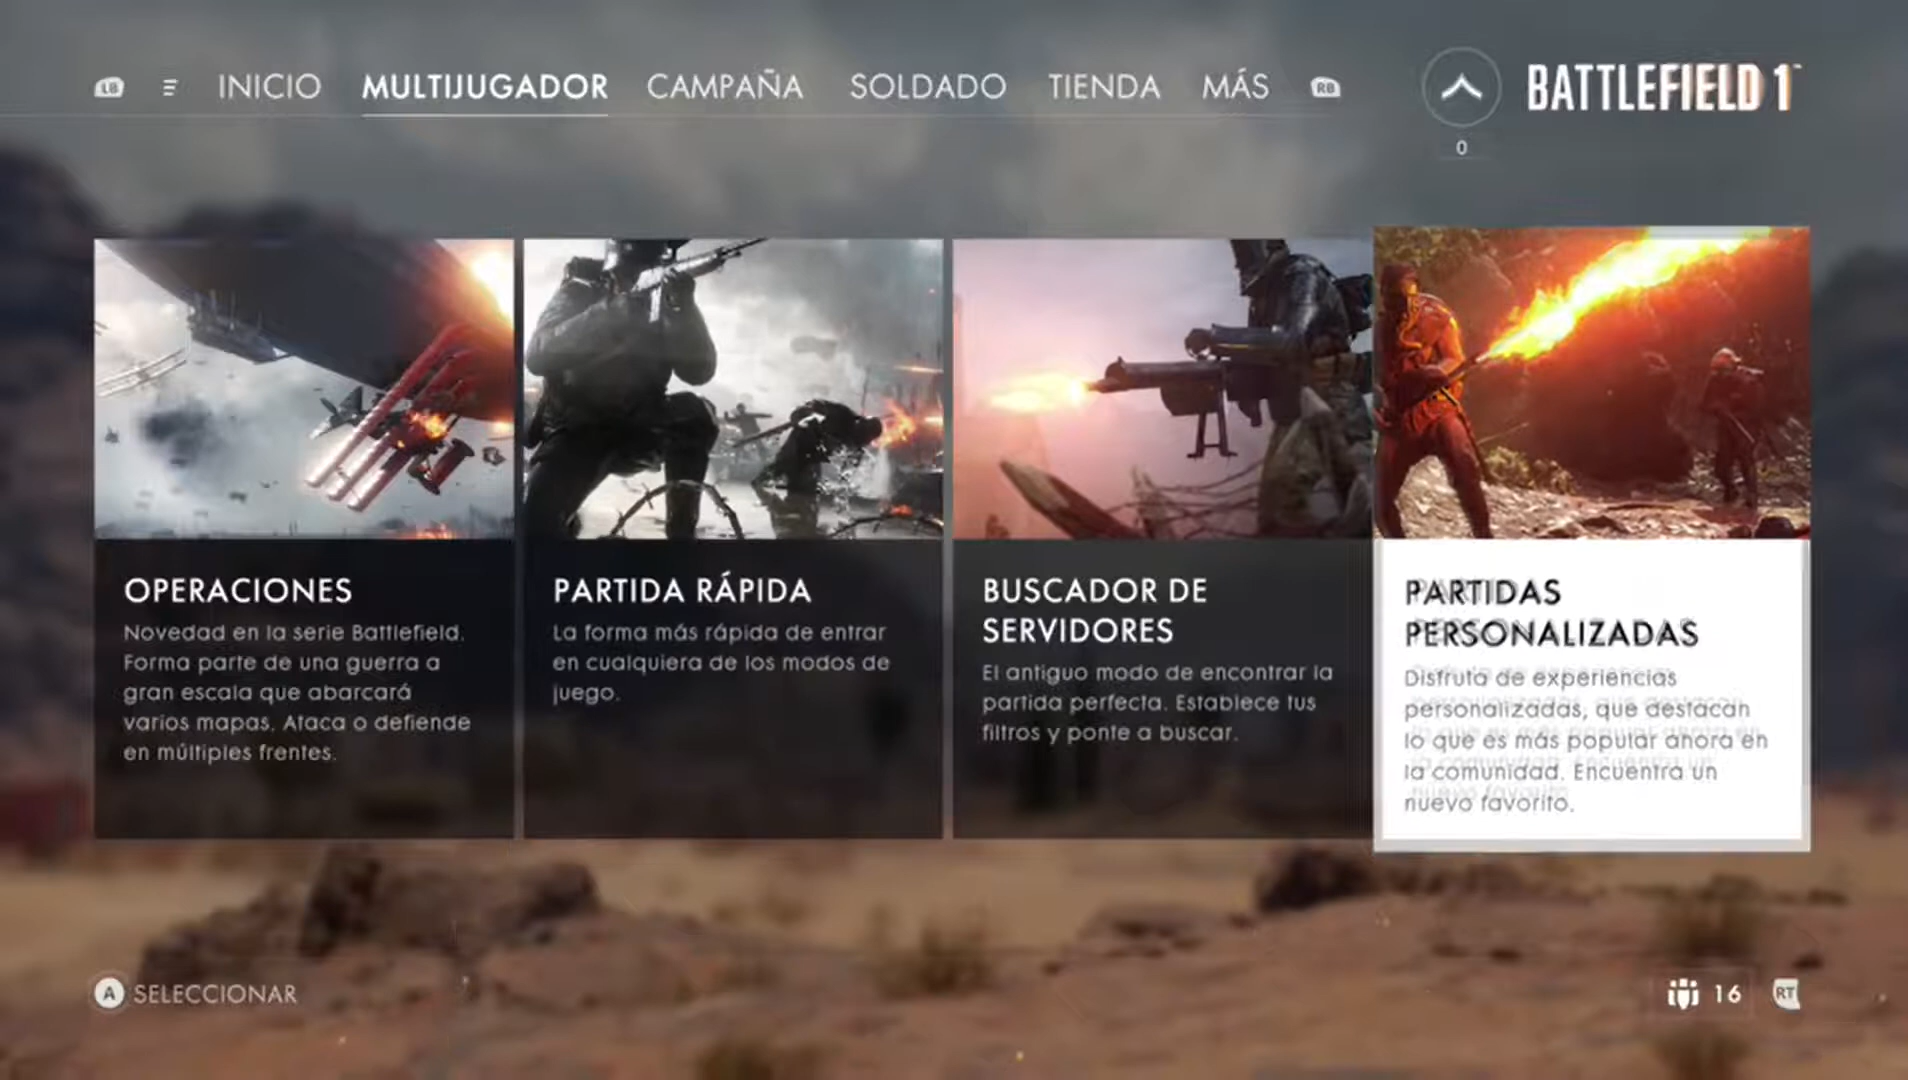 LB INICIO MULTIJUGADOR CAMPAÑA SOLDADO TIENDA MÁS RB
BATTLEFIELD 1™
0
OPERACIONES
Novedad en la serie Battlefield.
Forma parte de una guerra a
gran escala que abarcará
varios mapas. Ataca o defiende
en múltiples frentes.
PARTIDA RÁPIDA
La forma más rápida de entrar
en cualquiera de los modos de
juego.
BUSCADOR DE
SERVIDORES
El antiguo modo de encontrar la
partida perfecta. Establece tus
filtros y ponte a buscar.
PARTIDAS
PERSONALIZADAS
Disfruta de experiencias
personalizadas, que destacan
lo que es más popular ahora en
la comunidad. Encuentra un
nuevo favorito.
A SELECCIONAR
16 RT